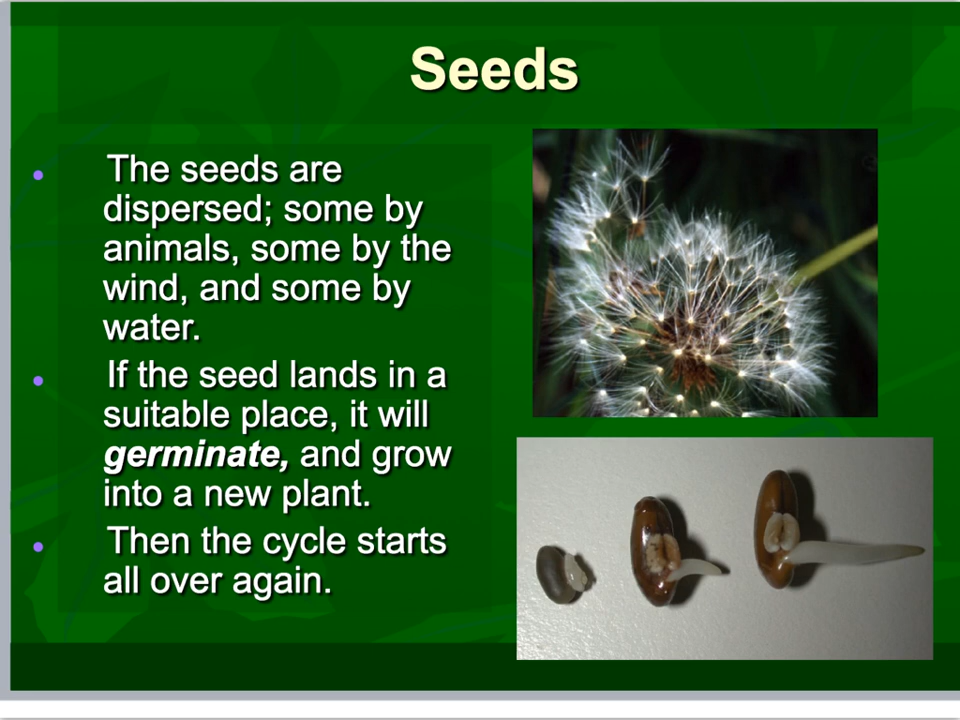 Seeds
The seeds are
dispersed; some by
animals, some by the
wind, and some by
water.
If the seed lands in a
suitable place, it will
germinate, and grow
into a new plant.
Then the cycle starts
all over again.